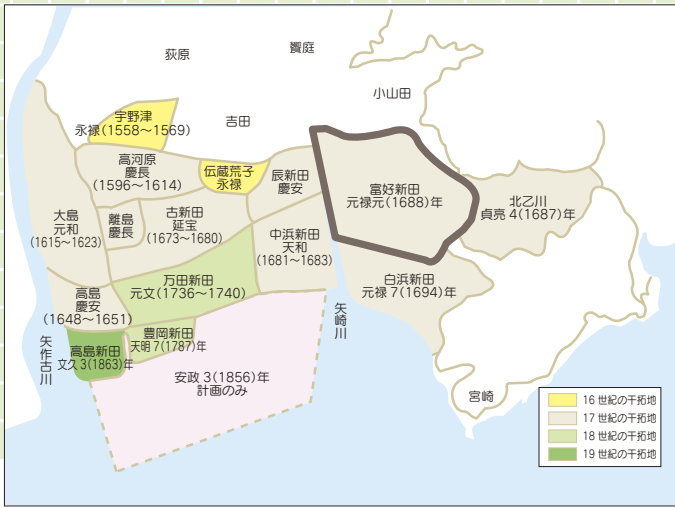 荻原
饗庭
小山田
宇野津
永禄(1558～1569)
吉田
高河原
慶長
(1596～1614)
伝蔵荒子
永禄
辰新田
慶安
富好新田
元禄元(1688)年
北乙川
貞亮 4(1687)年
大島
元和
(1615～1623)
離島
慶長
古新田
延宝
(1673～1680)
中浜新田
天和
(1681～1683)
白浜新田
元禄 7(1694)年
万田新田
元文(1736～1740)
高島
慶安
(1648～1651)
豊岡新田
天明 7(1787)年
高島新田
文久 3(1863)年
矢作古川
矢崎川
安政 3(1856)年
計画のみ
宮崎
16 世紀の干拓地
17 世紀の干拓地
18 世紀の干拓地
19 世紀の干拓地